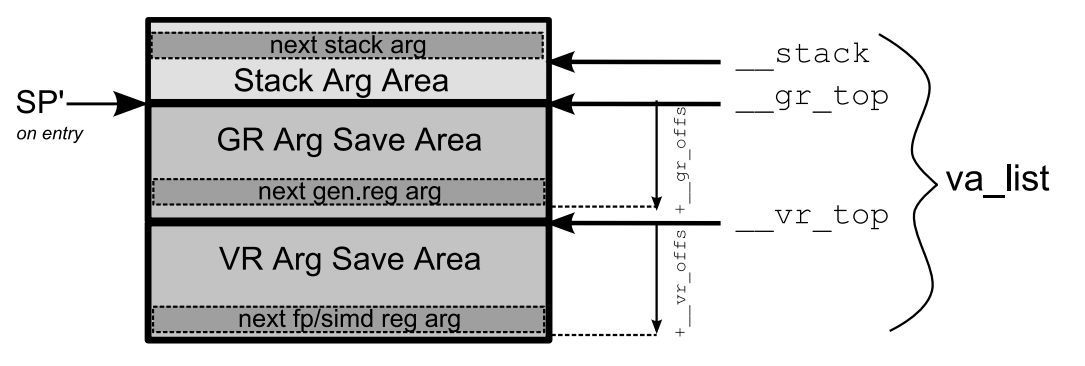 next stack arg
__stack
Stack Arg Area
SP'
on entry
__gr_top
GR Arg Save Area
+__gr_offs
next gen.reg arg
va_list
__vr_top
VR Arg Save Area
+__vr_offs
next fp/simd reg arg